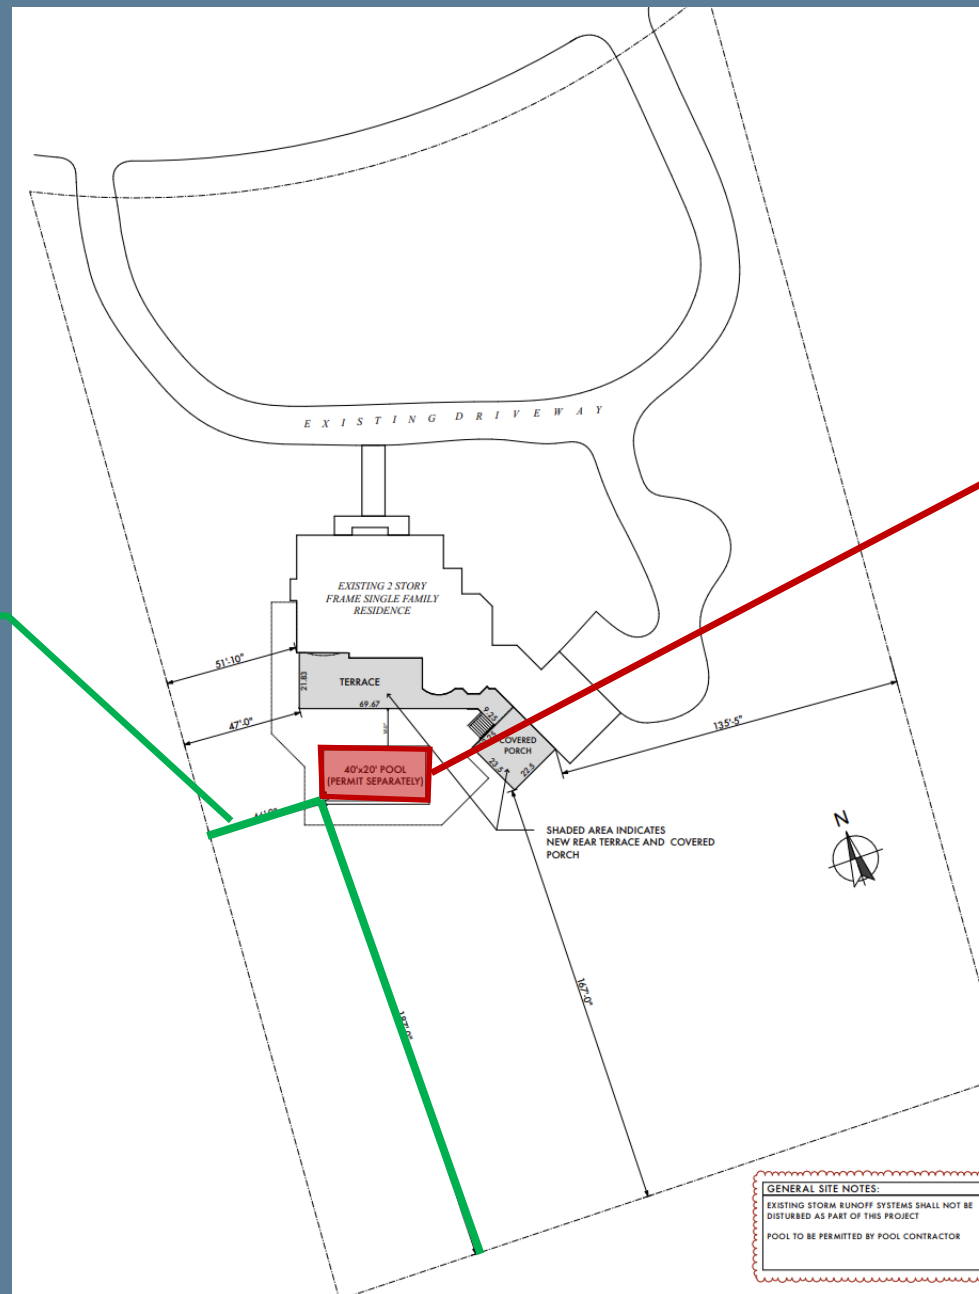 EXISTING DRIVEWAY
EXISTING 2 STORY
FRAME SINGLE FAMILY
RESIDENCE
51'-10"
21.83
TERRACE
69.67
47'-0"
9.25
COVERED
PORCH
23.5
22.5
135'-5"
40'x20' POOL
(PERMIT SEPARATELY)
SHADED AREA INDICATES
NEW REAR TERRACE AND COVERED
PORCH
N
167'-0"
GENERAL SITE NOTES:
EXISTING STORM RUNOFF SYSTEMS SHALL NOT BE
DISTURBED AS PART OF THIS PROJECT
POOL TO BE PERMITTED BY POOL CONTRACTOR